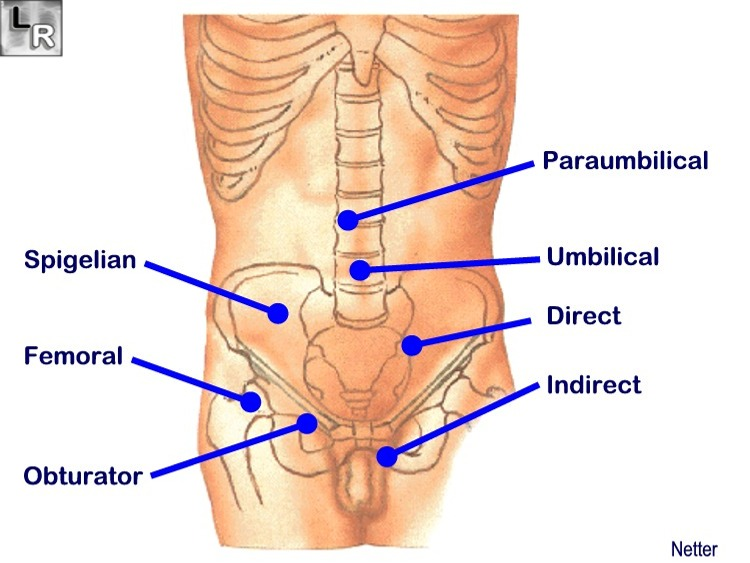 L
R
Paraumbilical
Spigelian
Umbilical
Direct
Femoral
Indirect
Obturator
Netter